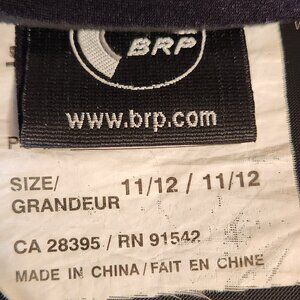 BRP
www.brp.com
SIZE/ 11/12 / 11/12
GRANDEUR
CA 28395 / RN 91542
MADE IN CHINA / FAIT EN CHINE